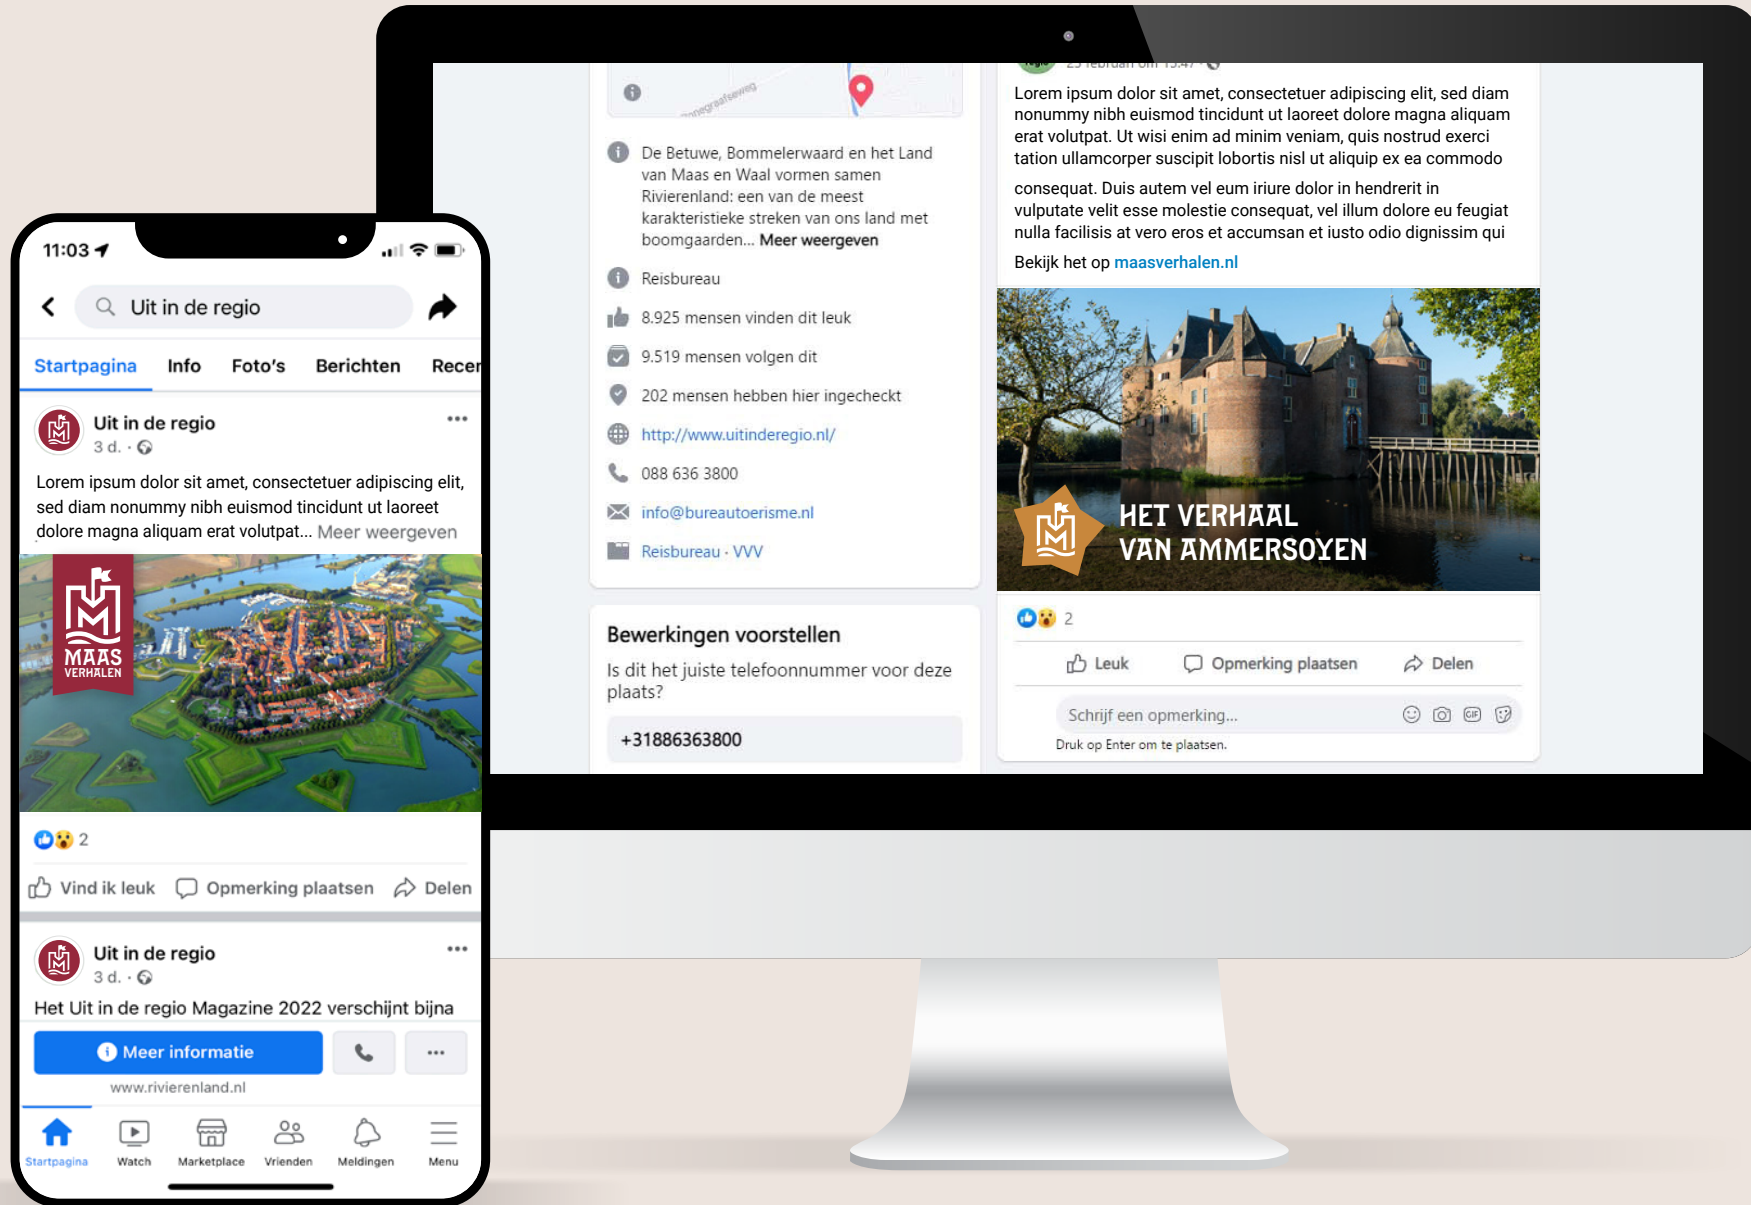 11:03
Uit in de regio
Startpagina Info Foto's Berichten Recer
Uit in de regio
3 d. ·
Lorem ipsum dolor sit amet, consectetuer adipiscing elit,
sed diam nonummy nibh euismod tincidunt ut laoreet
dolore magna aliquam erat volutpat... Meer weergeven
MAAS
VERHALEN
2
Vind ik leuk Opmerking plaatsen Delen
Uit in de regio
3 d. ·
Het Uit in de regio Magazine 2022 verschijnt bijna
Meer informatie
www.rivierenland.nl
Startpagina Watch Marketplace Vrienden Meldingen Menu
De Betuwe, Bommelerwaard en het Land
van Maas en Waal vormen samen
Rivierenland: een van de meest
karakteristieke streken van ons land met
boomgaarden... Meer weergeven
Reisbureau
8.925 mensen vinden dit leuk
9.519 mensen volgen dit
202 mensen hebben hier ingecheckt
http://www.uitinderegio.nl/
088 636 3800
info@bureautoerisme.nl
Reisbureau · VVV
Bewerkingen voorstellen
Is dit het juiste telefoonnummer voor deze
plaats?
+31886363800
Lorem ipsum dolor sit amet, consectetuer adipiscing elit, sed diam
nonummy nibh euismod tincidunt ut laoreet dolore magna aliquam
erat volutpat. Ut wisi enim ad minim veniam, quis nostrud exerci
tation ullamcorper suscipit lobortis nisl ut aliquip ex ea commodo
consequat. Duis autem vel eum iriure dolor in hendrerit in
vulputate velit esse molestie consequat, vel illum dolore eu feugiat
nulla facilisis at vero eros et accumsan et iusto odio dignissim qui
Bekijk het op maasverhalen.nl
HET VERHAAL
VAN AMMERSOYEN
2
Leuk Opmerking plaatsen Delen
Schrijf een opmerking...
GIF
Druk op Enter om te plaatsen.